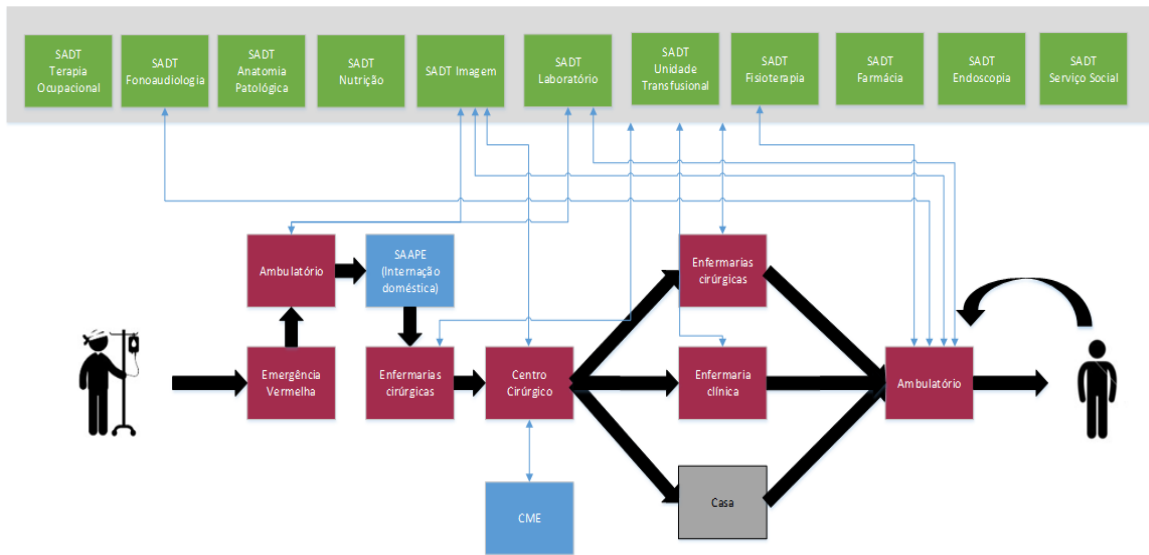 SADT
Terapia
Ocupacional
SADT
Fonoaudiologia
SADT
Anatomia
Patológica
SADT
Nutrição
SADT Imagem
SADT
Laboratório
SADT
Unidade
Transfusional
SADT
Fisioterapia
SADT
Farmácia
SADT
Endoscopia
SADT
Serviço Social
Ambulatório
SAAPE
(Internação
doméstica)
Enfermarias
cirúrgicas
Emergência
Vermelha
Enfermarias
cirúrgicas
Centro
Cirúrgico
Enfermaria
clínica
Ambulatório
CME
Casa